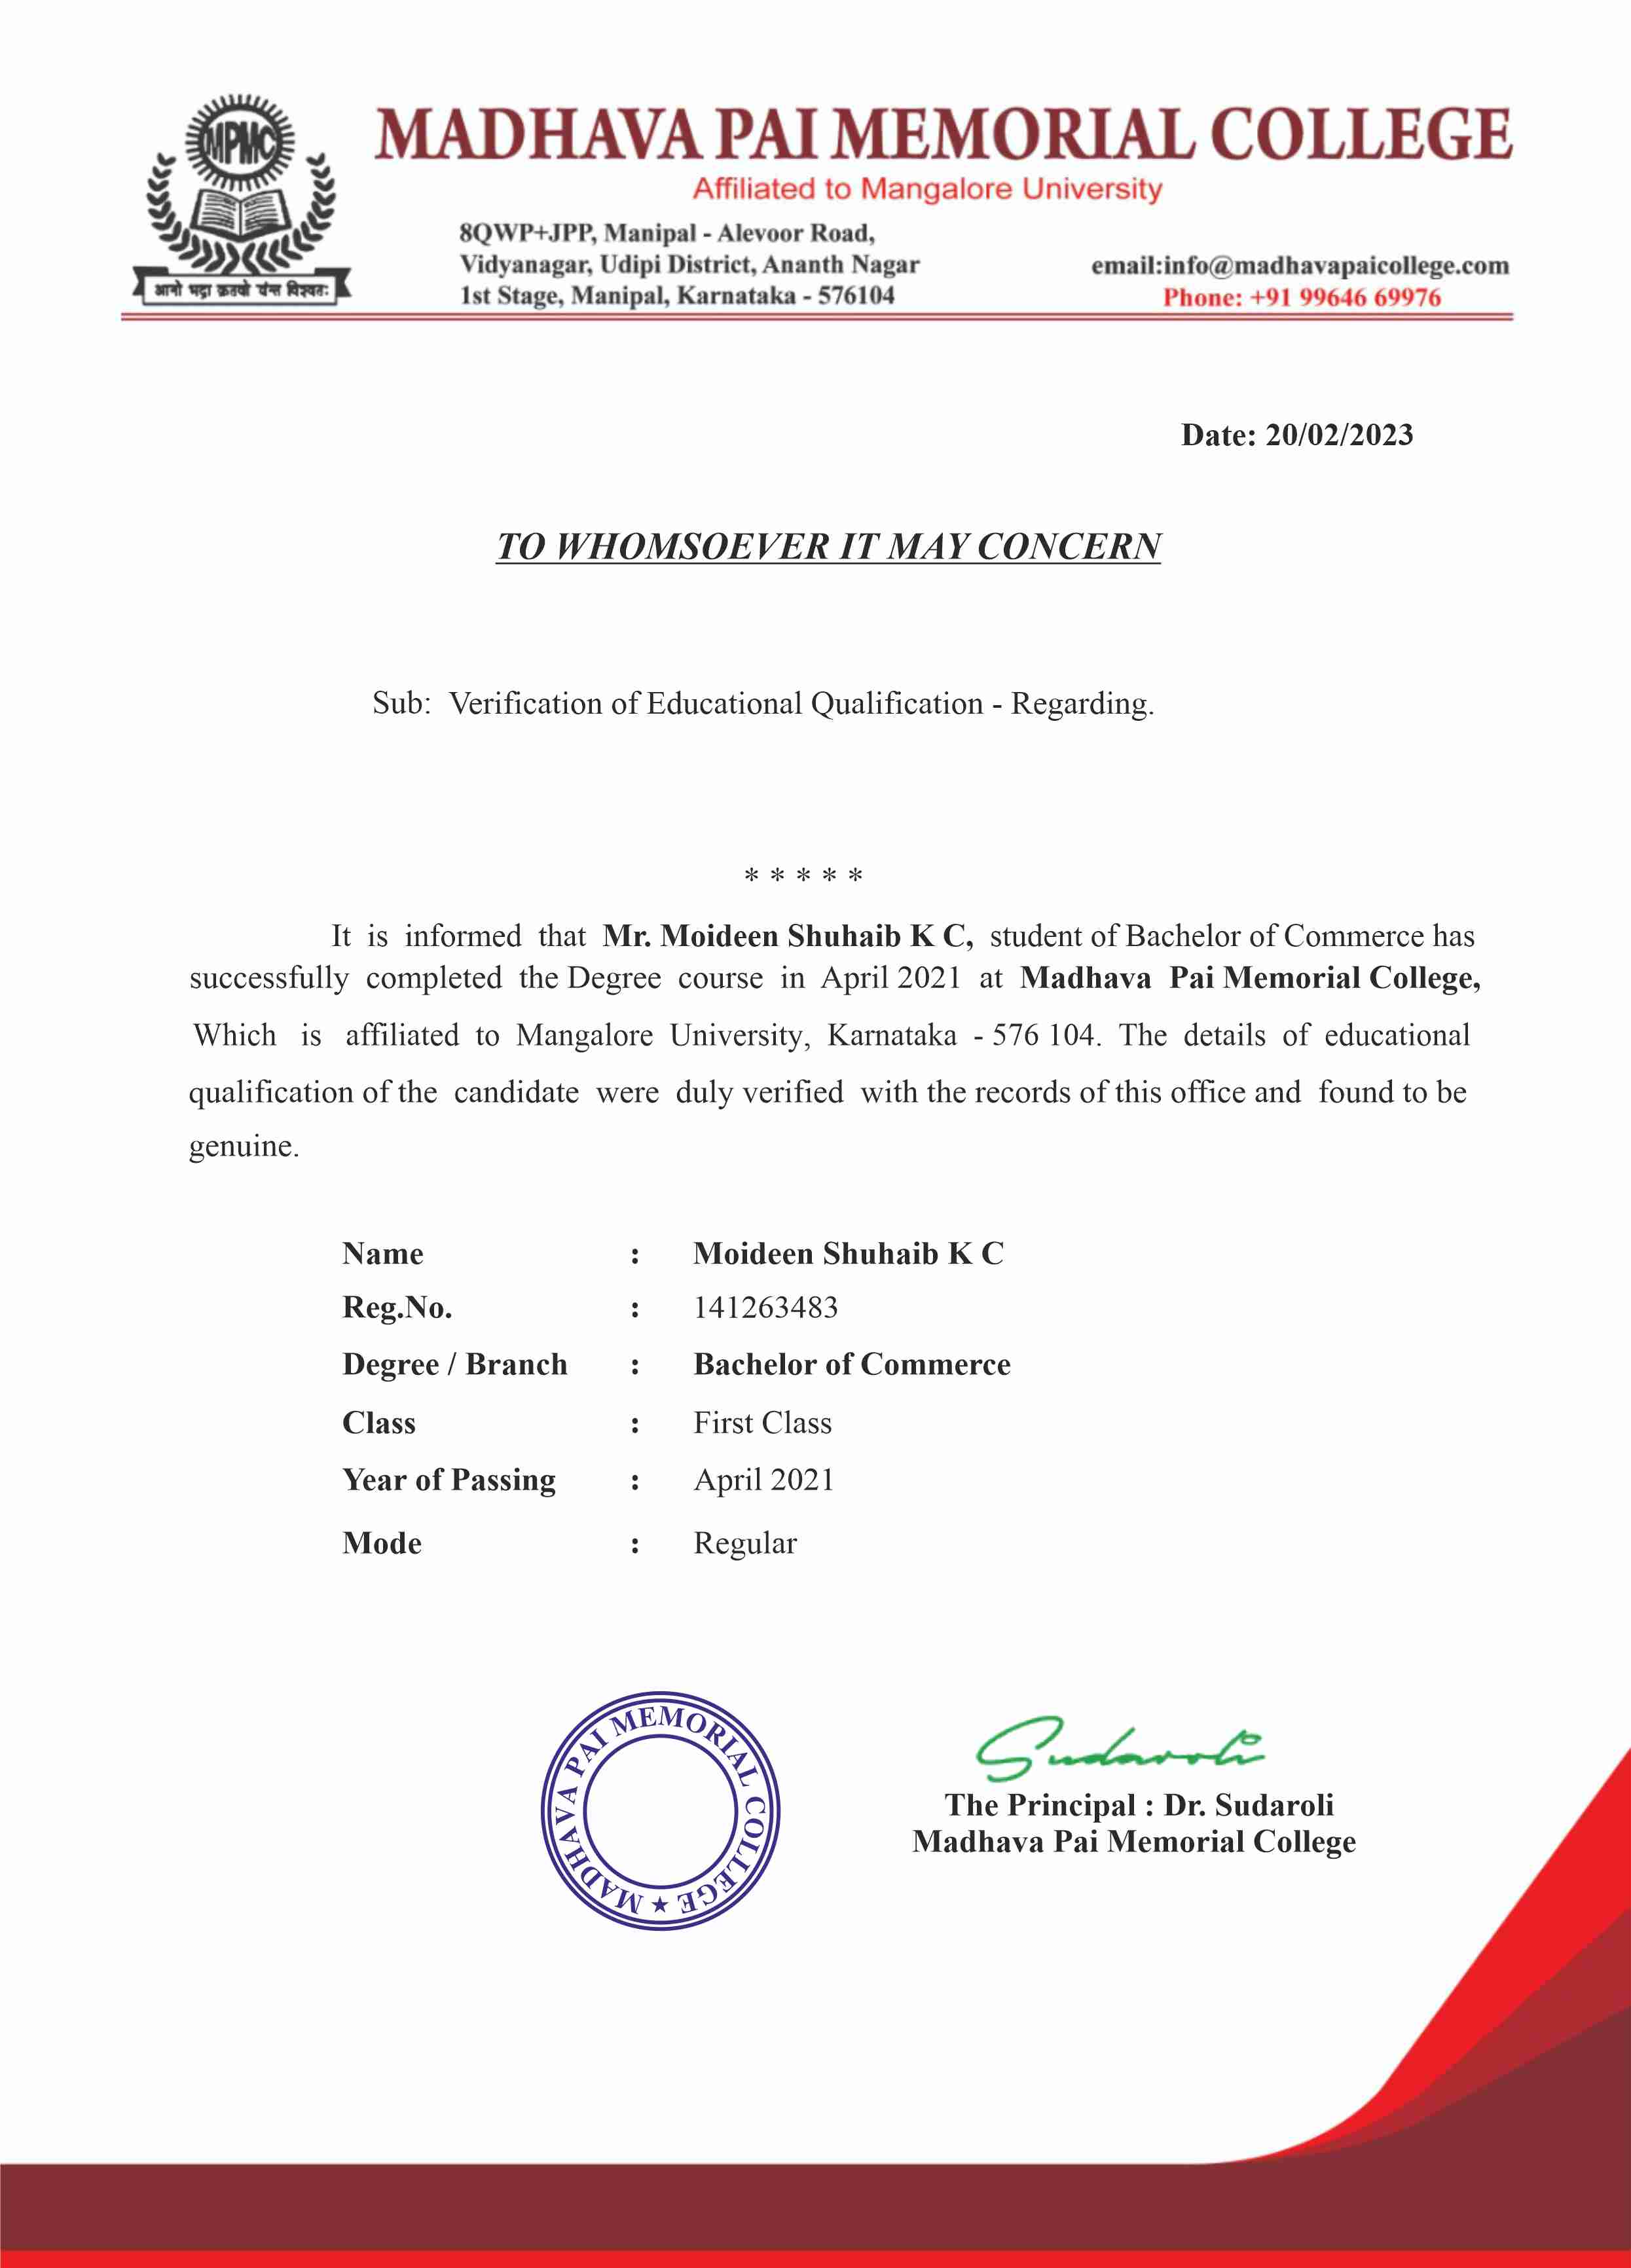 MPMC
MADHAVA PAI MEMORIAL COLLEGE
Affiliated to Mangalore University
8QWP+JPP, Manipal - Alevoor Road,
Vidyanagar, Udipi District, Ananth Nagar
1st Stage, Manipal, Karnataka - 576104
email:info@madhavapaicollege.com
Phone: +91 99646 69976
Date: 20/02/2023
TO WHOMSOEVER IT MAY CONCERN
Sub: Verification of Educational Qualification - Regarding.
* * * * *
It is informed that Mr. Moideen Shuhaib K C, student of Bachelor of Commerce has
successfully completed the Degree course in April 2021 at Madhava Pai Memorial College,
Which is affiliated to Mangalore University, Karnataka - 576 104. The details of educational
qualification of the candidate were duly verified with the records of this office and found to be
genuine.
Name : Moideen Shuhaib K C
Reg.No. : 141263483
Degree / Branch : Bachelor of Commerce
Class : First Class
Year of Passing : April 2021
Mode : Regular
MADHAVA PAI MEMORIAL COLLEGE ★
Sudaroli
The Principal : Dr. Sudaroli
Madhava Pai Memorial College